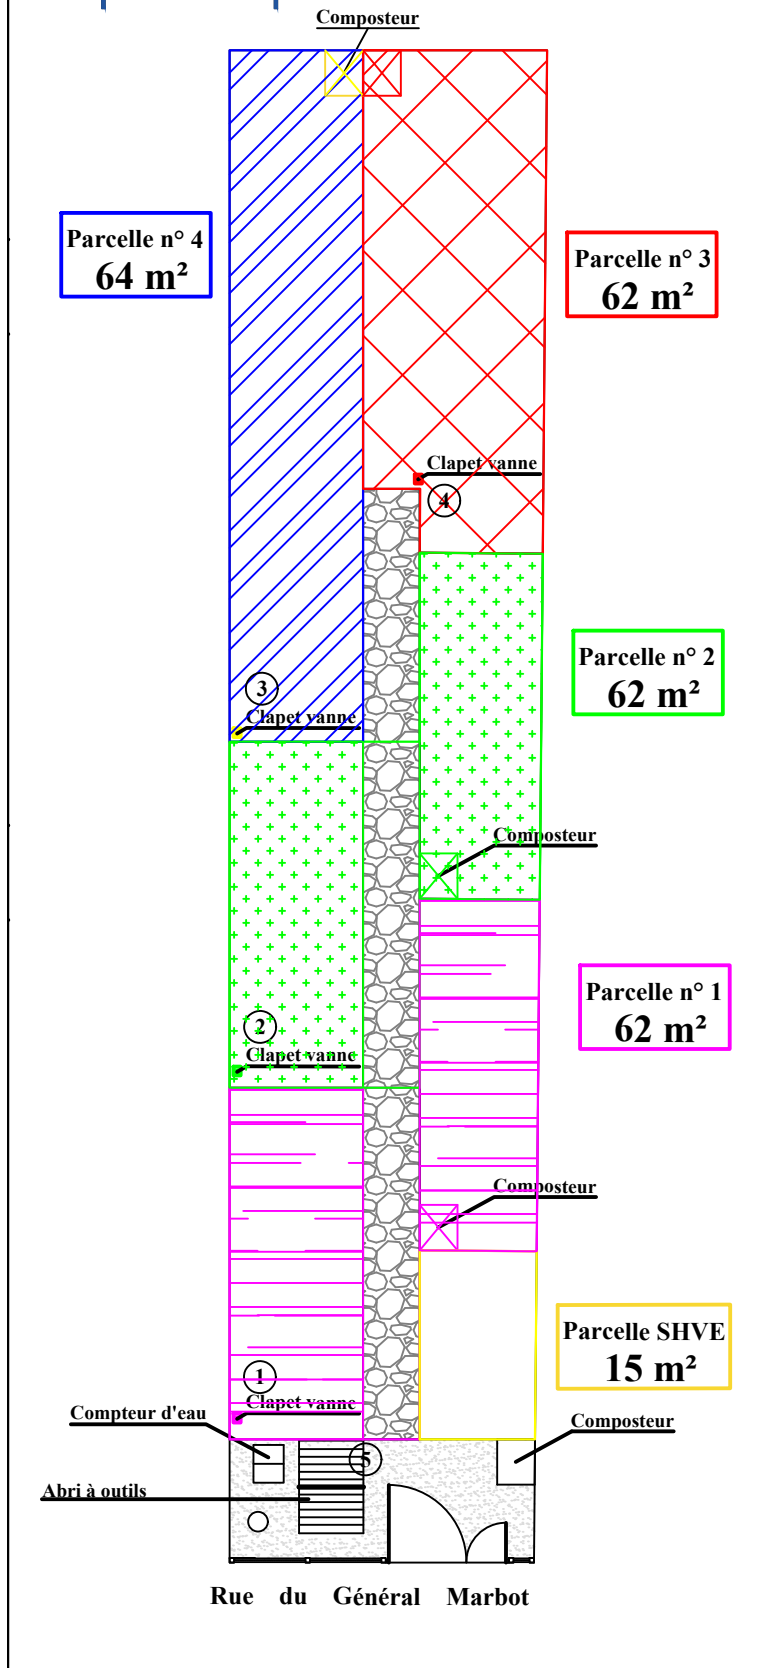 Composteur
Parcelle n° 4
64 m²
Parcelle n° 3
62 m²
Clapet vanne
4
Parcelle n° 2
62 m²
3
Clapet vanne
Composteur
Parcelle n° 1
62 m²
2
Clapet vanne
Composteur
Parcelle SHVE
15 m²
1
Clapet vanne
Compteur d'eau
Composteur
5
Abri à outils
Rue du Général Marbot